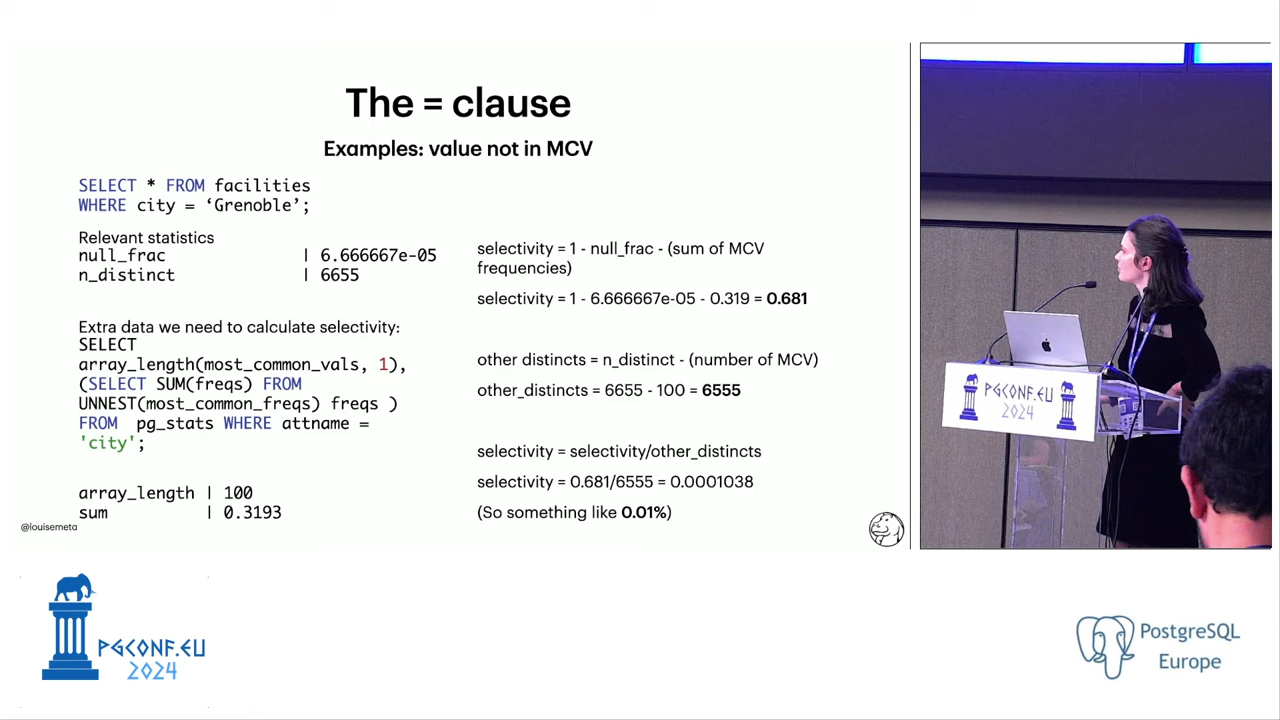 The = clause
Examples: value not in MCV
SELECT * FROM facilities
WHERE city = ‘Grenoble’;
Relevant statistics
null_frac | 6.666667e-05
n_distinct | 6655
Extra data we need to calculate selectivity:
SELECT
array_length(most_common_vals, 1),
(SELECT SUM(freqs) FROM
UNNEST(most_common_freqs) freqs )
FROM pg_stats WHERE attname =
'city';
array_length | 100
sum | 0.3193
@louisemeta
selectivity = 1 - null_frac - (sum of MCV
frequencies)
selectivity = 1 - 6.666667e-05 - 0.319 = 0.681
other distincts = n_distinct - (number of MCV)
other_distincts = 6655 - 100 = 6555
selectivity = selectivity/other_distincts
selectivity = 0.681/6555 = 0.0001038
(So something like 0.01%)
PGCONF.EU
2024
PGCONF.EU
2024
PostgreSQL
Europe